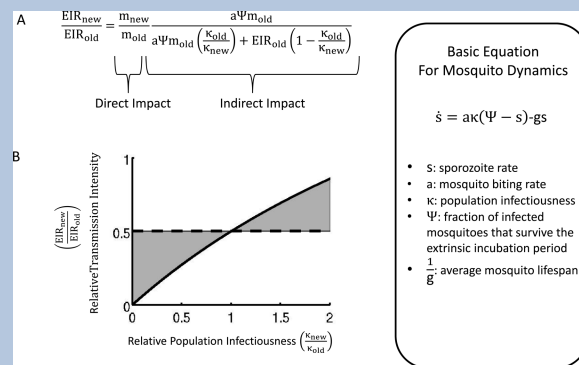 A
EIR_new/EIR_old = m_new/m_old aΨm_old/(aΨm_old (κ_old/κ_new) + EIR_old (1 − κ_old/κ_new))
Direct Impact
Indirect Impact
B
RelativeTransmission Intensity
(EIR_new/EIR_old)
1
0.5
0
0
0.5
1
1.5
2
Relative Population Infectiousness (κ_new/κ_old)
Basic Equation
For Mosquito Dynamics
ṡ = aκ(Ψ − s)-gs
• s: sporozoite rate
• a: mosquito biting rate
• κ: population infectiousness
• Ψ: fraction of infected
mosquitoes that survive the
extrinsic incubation period
• 1/g: average mosquito lifespan